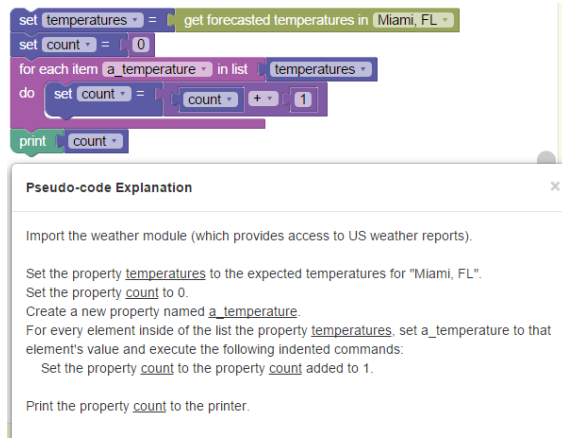 set temperatures = get forecasted temperatures in Miami, FL
set count = 0
for each item a_temperature in list temperatures
do set count = count + 1
print count
Pseudo-code Explanation ×
Import the weather module (which provides access to US weather reports).
Set the property temperatures to the expected temperatures for "Miami, FL".
Set the property count to 0.
Create a new property named a_temperature.
For every element inside of the list the property temperatures, set a_temperature to that
element's value and execute the following indented commands:
Set the property count to the property count added to 1.
Print the property count to the printer.